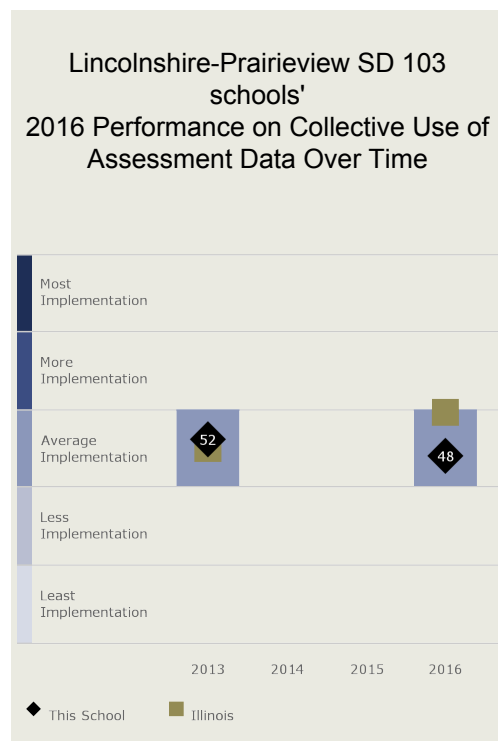 Lincolnshire-Prairieview SD 103
schools'
2016 Performance on Collective Use of
Assessment Data Over Time
Most
Implementation
More
Implementation
Average
Implementation
52
48
Less
Implementation
Least
Implementation
2013 2014 2015 2016
This School Illinois